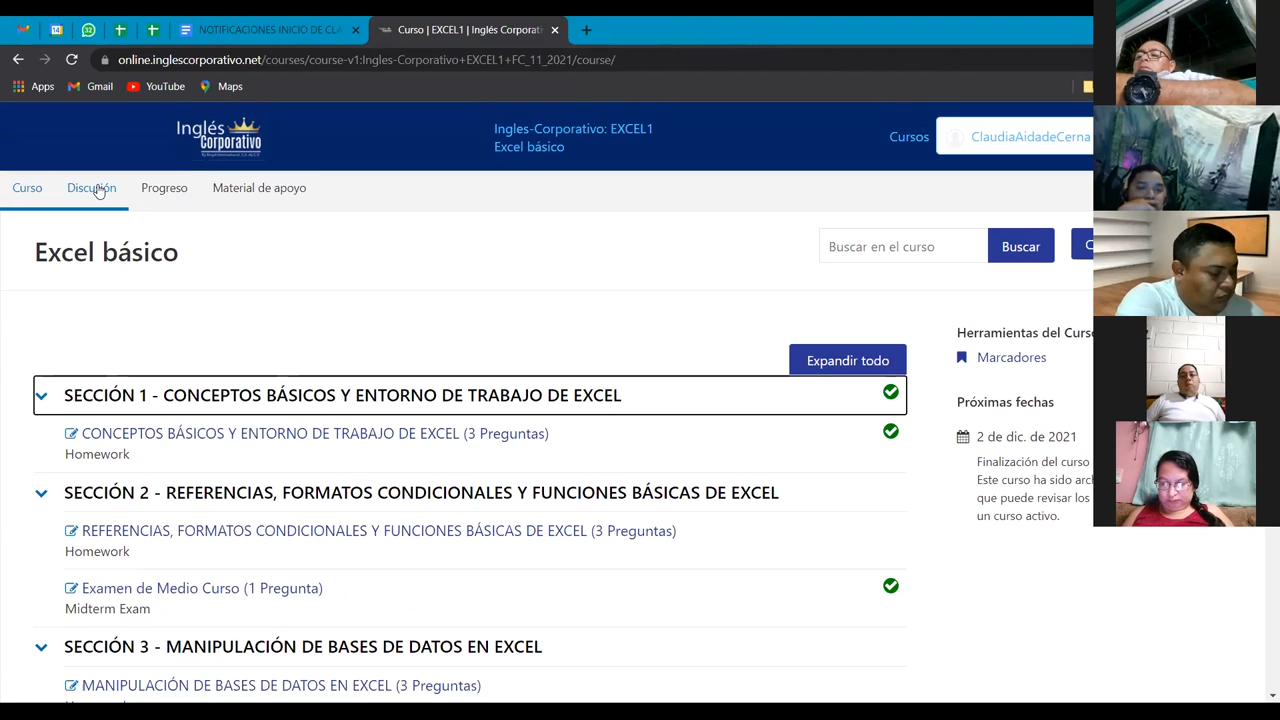 14
32
NOTIFICACIONES INICIO DE CLA
Curso | EXCEL1 | Inglés Corporati
online.inglescorporativo.net/courses/course-v1:Ingles-Corporativo+EXCEL1+FC_11_2021/course/
Apps
Gmail
YouTube
Maps
Inglés
Corporativo
Ingles-Corporativo: EXCEL1
Excel básico
Cursos
ClaudiaAidadeCerna
Curso
Discusión
Progreso
Material de apoyo
Excel básico
Buscar en el curso
Buscar
Expandir todo
SECCIÓN 1 - CONCEPTOS BÁSICOS Y ENTORNO DE TRABAJO DE EXCEL
CONCEPTOS BÁSICOS Y ENTORNO DE TRABAJO DE EXCEL (3 Preguntas)
Homework
SECCIÓN 2 - REFERENCIAS, FORMATOS CONDICIONALES Y FUNCIONES BÁSICAS DE EXCEL
REFERENCIAS, FORMATOS CONDICIONALES Y FUNCIONES BÁSICAS DE EXCEL (3 Preguntas)
Homework
Examen de Medio Curso (1 Pregunta)
Midterm Exam
SECCIÓN 3 - MANIPULACIÓN DE BASES DE DATOS EN EXCEL
MANIPULACIÓN DE BASES DE DATOS EN EXCEL (3 Preguntas)
Herramientas del Curs
Marcadores
Próximas fechas
2 de dic. de 2021
Finalización del curso
Este curso ha sido arc
que puede revisar los
un curso activo.